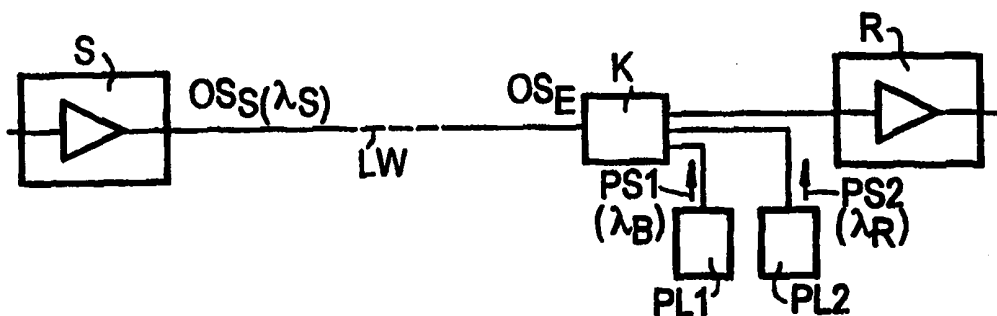 S
OSS(λS)
LW
OSE
K
R
PS1
(λB)
PS2
(λR)
PL1
PL2